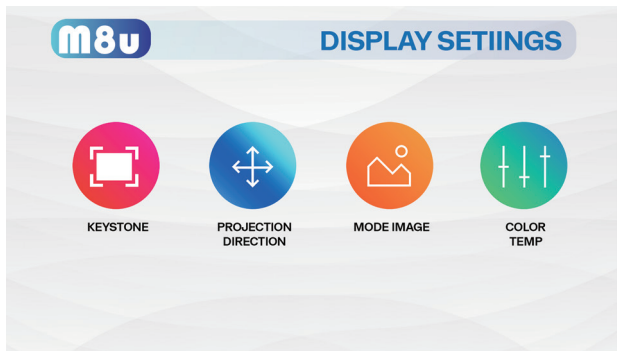 M8u
DISPLAY SETIINGS
KEYSTONE
PROJECTION
DIRECTION
MODE IMAGE
COLOR
TEMP